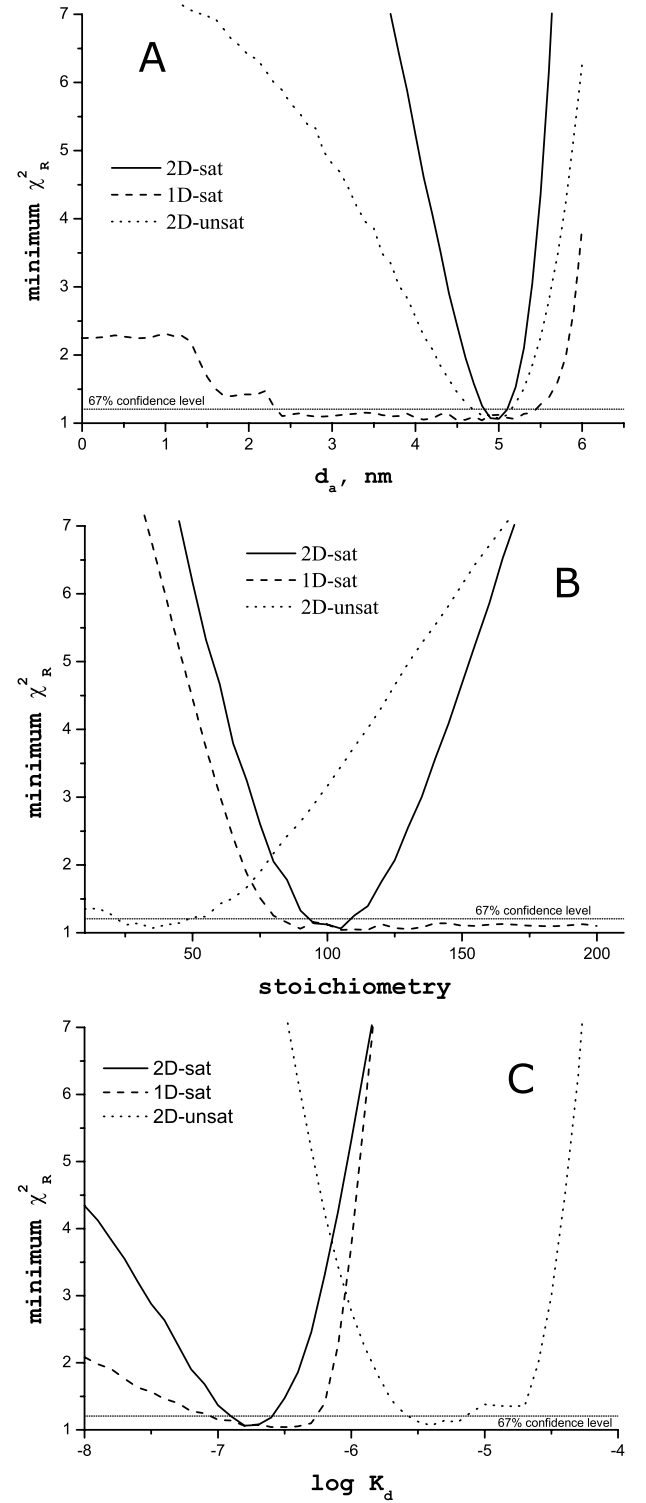 A
7
6
5
4
3
2
1
minimum χ²R
2D-sat
1D-sat
2D-unsat
67% confidence level
0 1 2 3 4 5 6
da, nm
B
7
6
5
4
3
2
1
minimum χ²R
2D-sat
1D-sat
2D-unsat
67% confidence level
50 100 150 200
stoichiometry
C
7
6
5
4
3
2
1
minimum χ²R
2D-sat
1D-sat
2D-unsat
67% confidence level
-8 -7 -6 -5 -4
log Kd